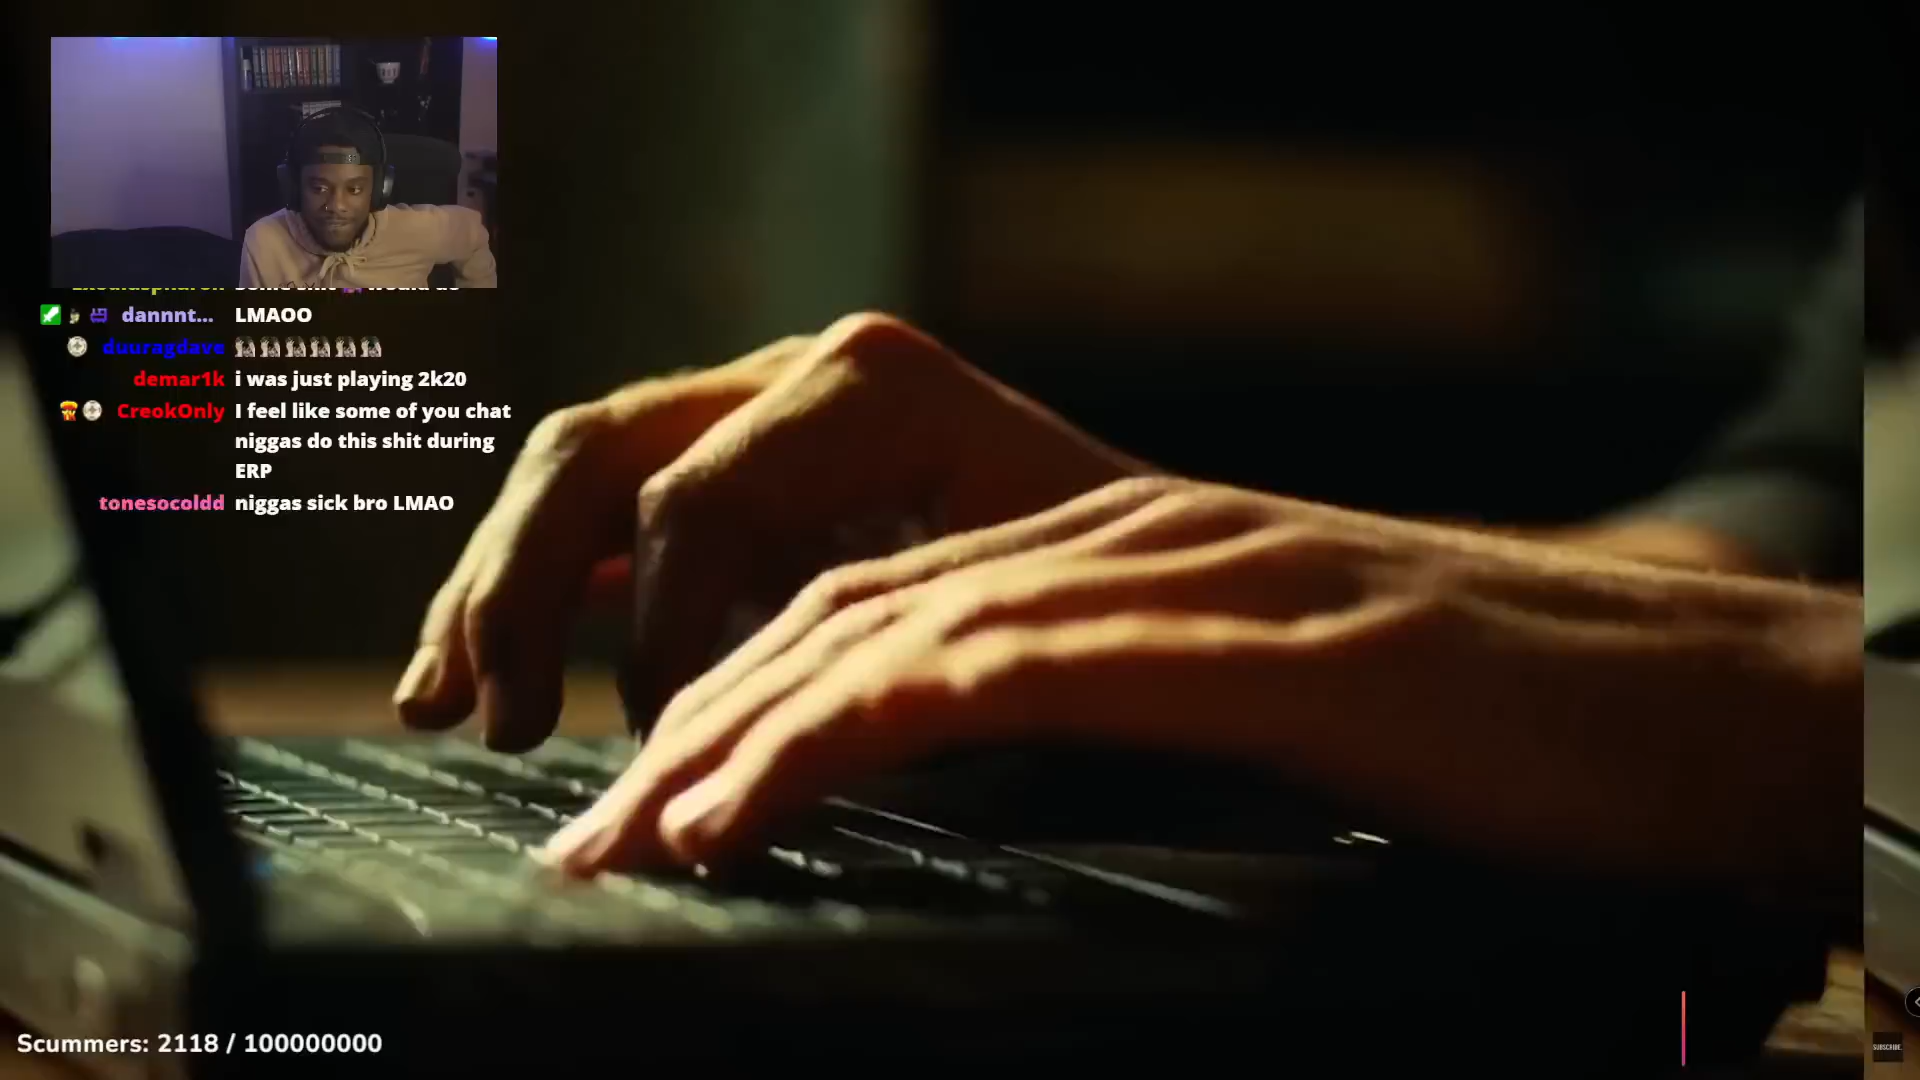 dannnt... LMAOO
duuragdave
demar1k i was just playing 2k20
CreokOnly I feel like some of you chat
niggas do this shit during
ERP
tonesocoldd niggas sick bro LMAO
Scummers: 2118 / 100000000
SUBSCRIBE